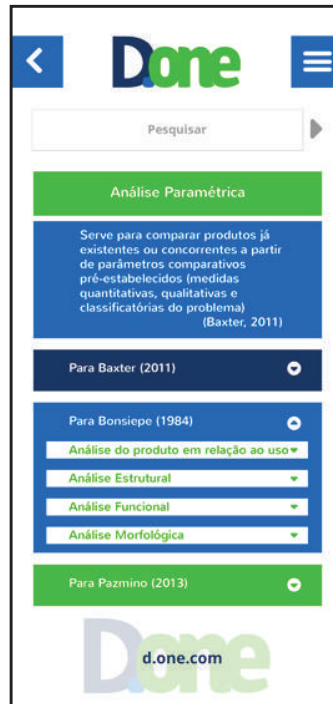 D.one
Pesquisar
Análise Paramétrica
Serve para comparar produtos já
existentes ou concorrentes a partir
de parâmetros comparativos
pré-estabelecidos (medidas
quantitativas, qualitativas e
classificatórias do problema)
(Baxter, 2011)
Para Baxter (2011)
Para Bonsiepe (1984)
Análise do produto em relação ao uso
Análise Estrutural
Análise Funcional
Análise Morfológica
Para Pazmino (2013)
D.one
d.one.com